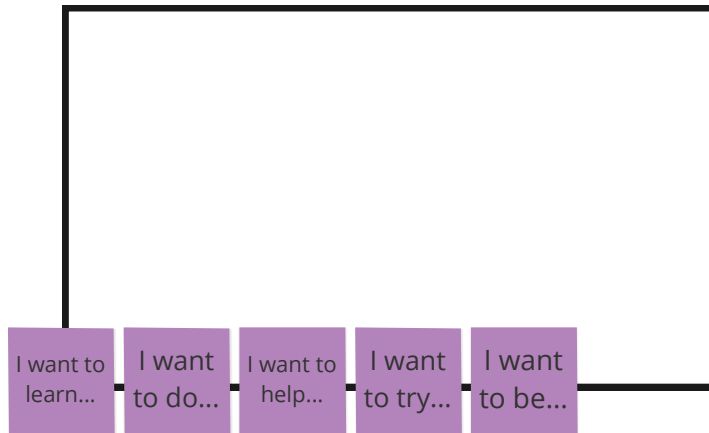 I want to
learn...
I want
to do...
I want to
help...
I want
to try...
I want
to be...